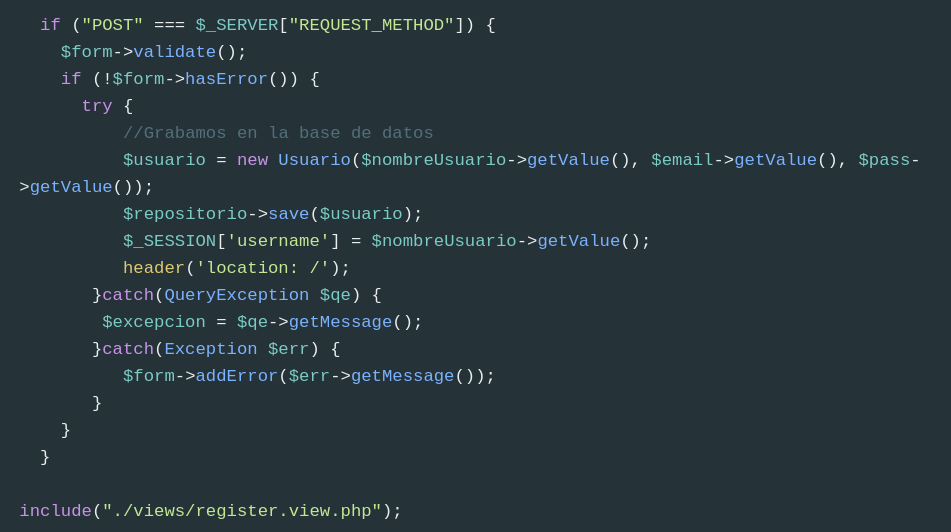 if ("POST" === $_SERVER["REQUEST_METHOD"]) {
$form->validate();
if (!$form->hasError()) {
try {
//Grabamos en la base de datos
$usuario = new Usuario($nombreUsuario->getValue(), $email->getValue(), $pass-
>getValue());
$repositorio->save($usuario);
$_SESSION['username'] = $nombreUsuario->getValue();
header('location: /');
}catch(QueryException $qe) {
$excepcion = $qe->getMessage();
}catch(Exception $err) {
$form->addError($err->getMessage());
}
}
}
include("./views/register.view.php");